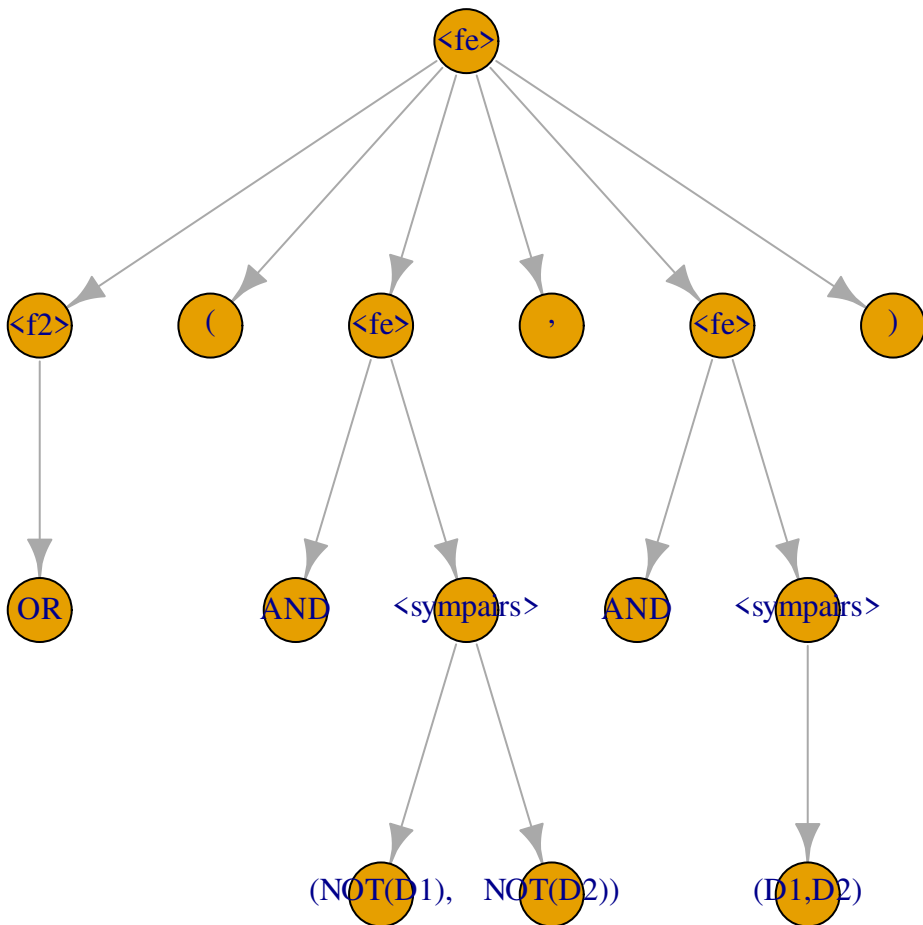 <fe>
<f2> ( <fe> , <fe> )
OR AND <sympairs> AND <sympairs>
(NOT(D1), NOT(D2)) (D1,D2)